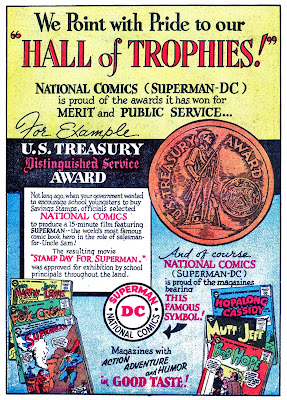 We Point with Pride to our
"HALL of TROPHIES!"
NATIONAL COMICS (SUPERMAN-DC)
is proud of the awards it has won for
MERIT and PUBLIC SERVICE...
For Example
U.S. TREASURY
Distinguished Service
AWARD
Not long ago, when your government wanted
to encourage school youngsters to buy
Savings Stamps, officials selected
NATIONAL COMICS
to produce a 15-minute film featuring
SUPERMAN—the world's most famous
comic book hero in the role of salesman-
for-Uncle Sam!
The resulting movie
"STAMP DAY FOR SUPERMAN,"
was approved for exhibition by school
principals throughout the land.
TREASURY AWARD
And of course,
NATIONAL COMICS
(SUPERMAN-DC)
is proud of the magazines
bearing
THIS
FAMOUS
SYMBOL!
SUPERMAN
DC
NATIONAL COMICS
FOX CROW
SUPERMAN
HOPALONG
CASSIDY
MUTT & JEFF
BOB HOPE
Magazines with
ACTION, ADVENTURE
and HUMOR
in GOOD TASTE!